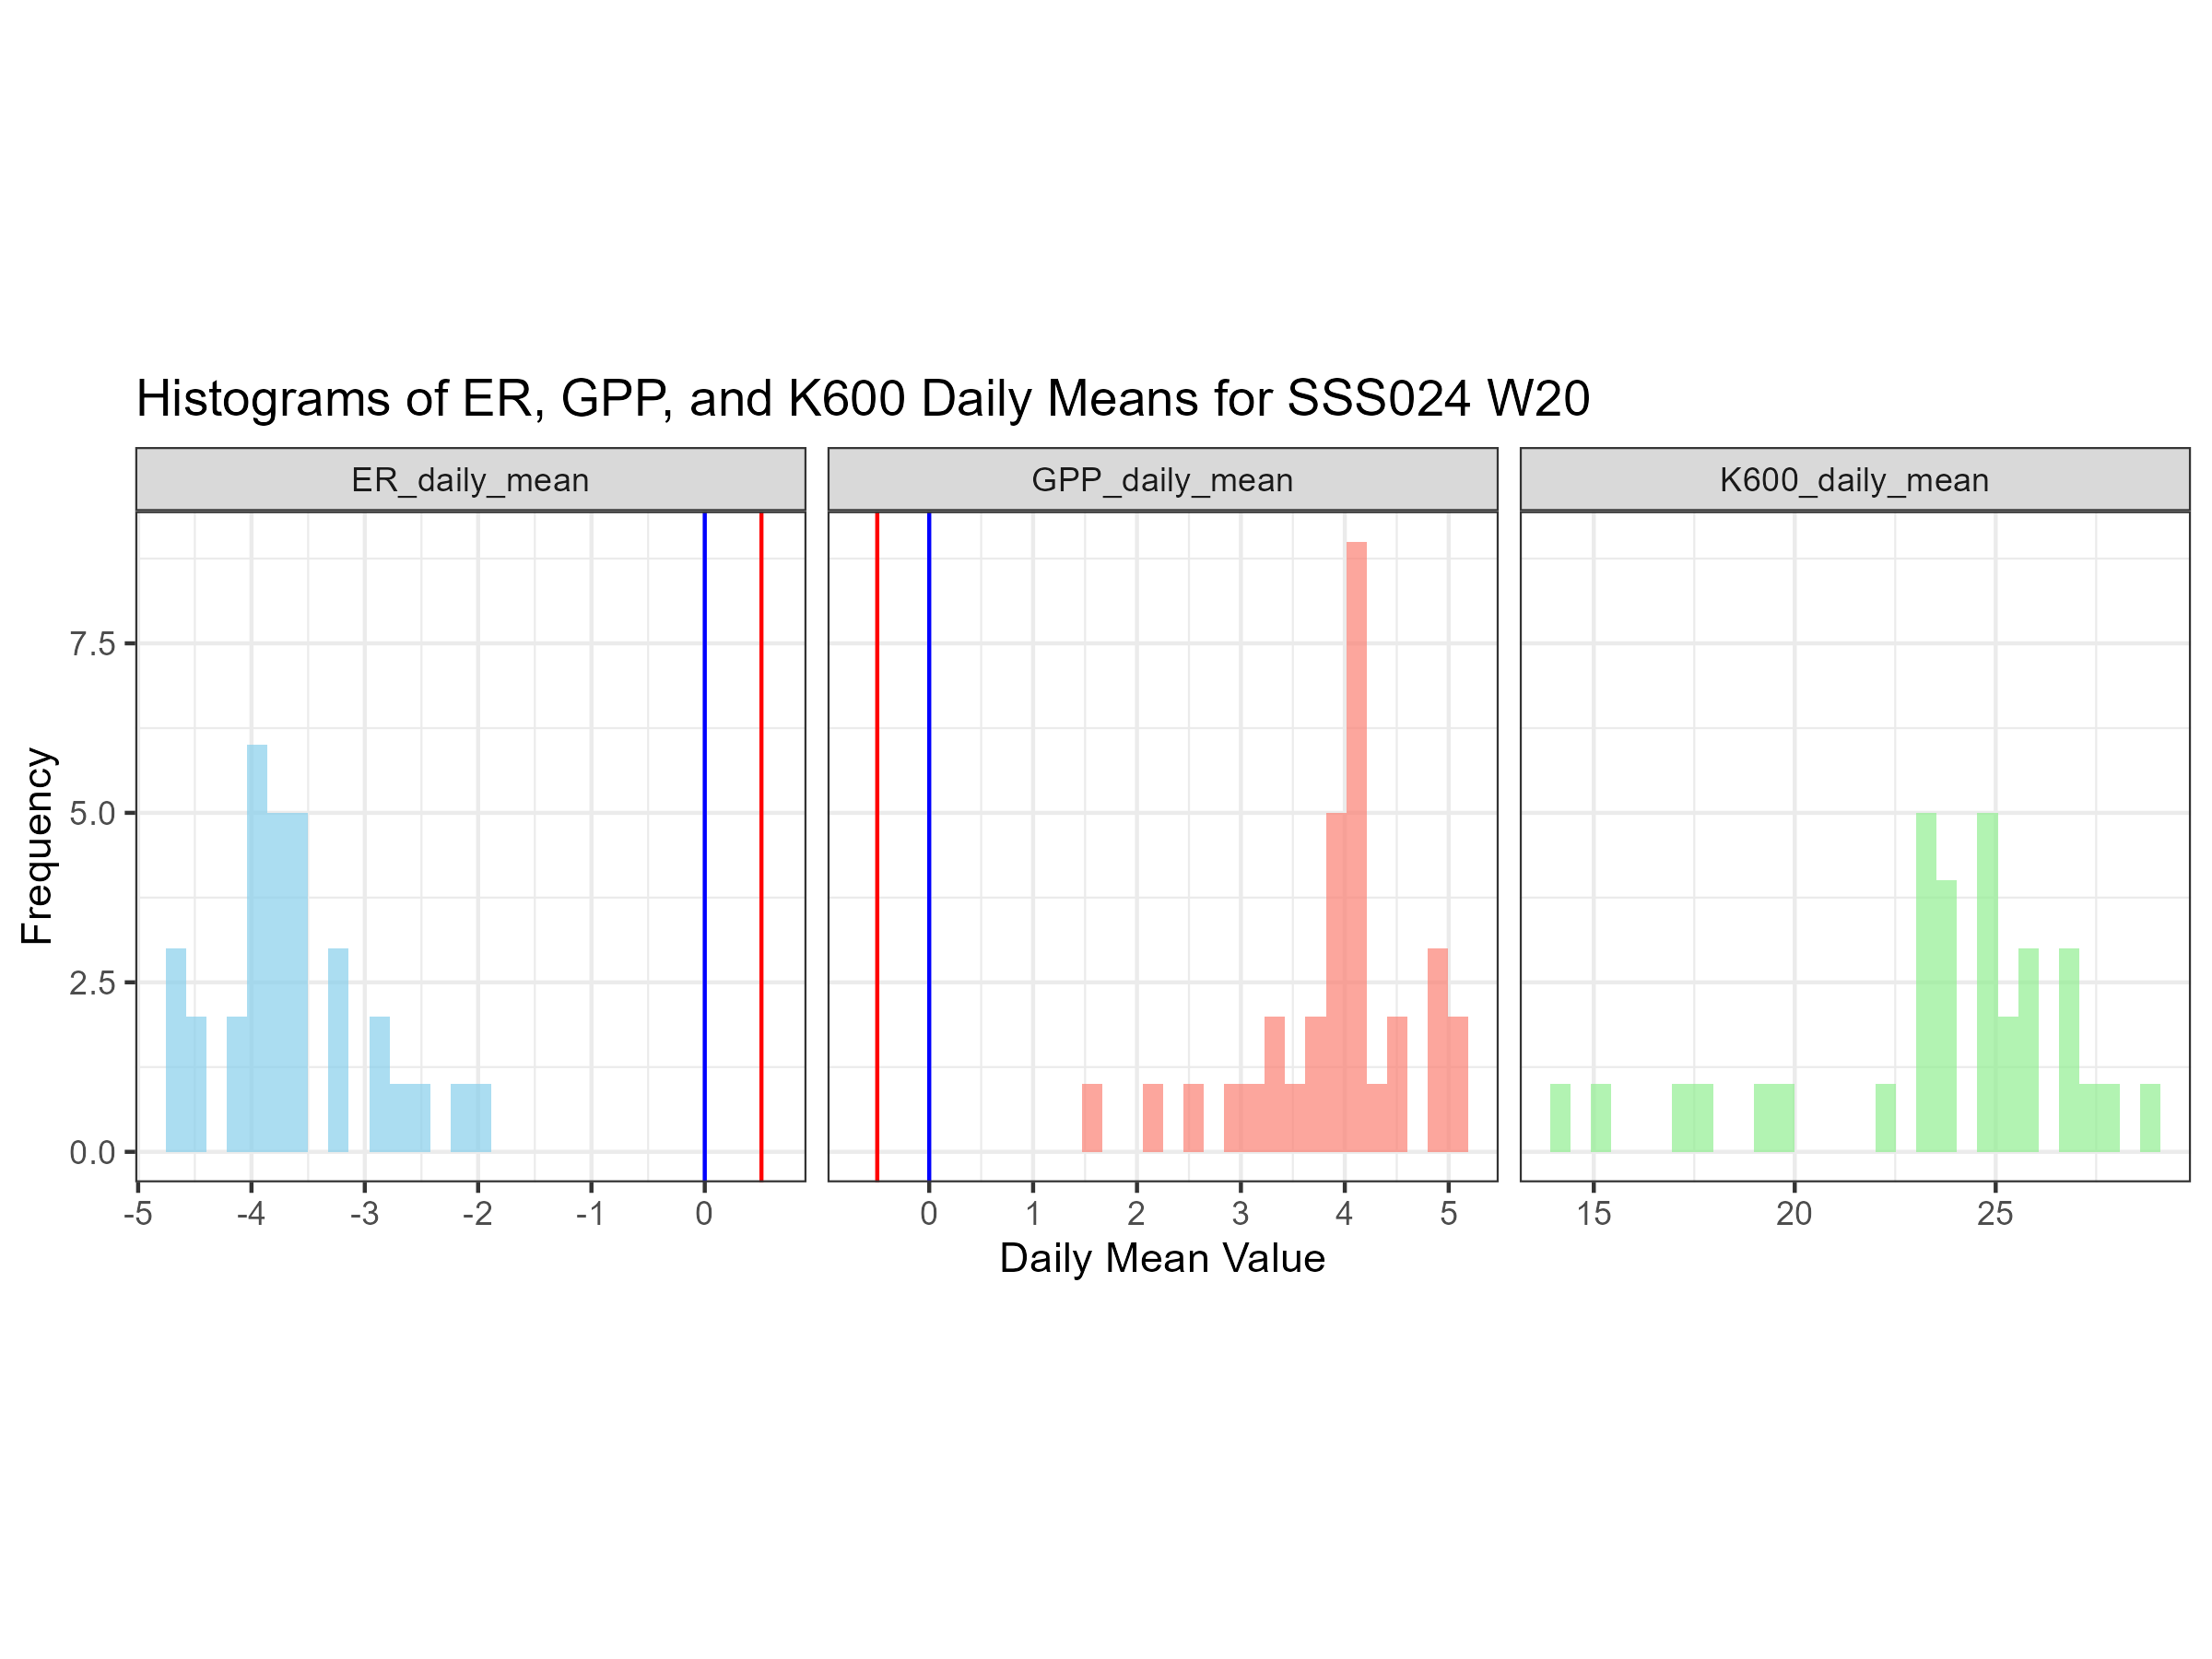 Histograms of ER, GPP, and K600 Daily Means for SSS024 W20
ER_daily_mean GPP_daily_mean K600_daily_mean
Frequency
7.5
5.0
2.5
0.0
-5 -4 -3 -2 -1 0 0 1 2 3 4 5 15 20 25
Daily Mean Value